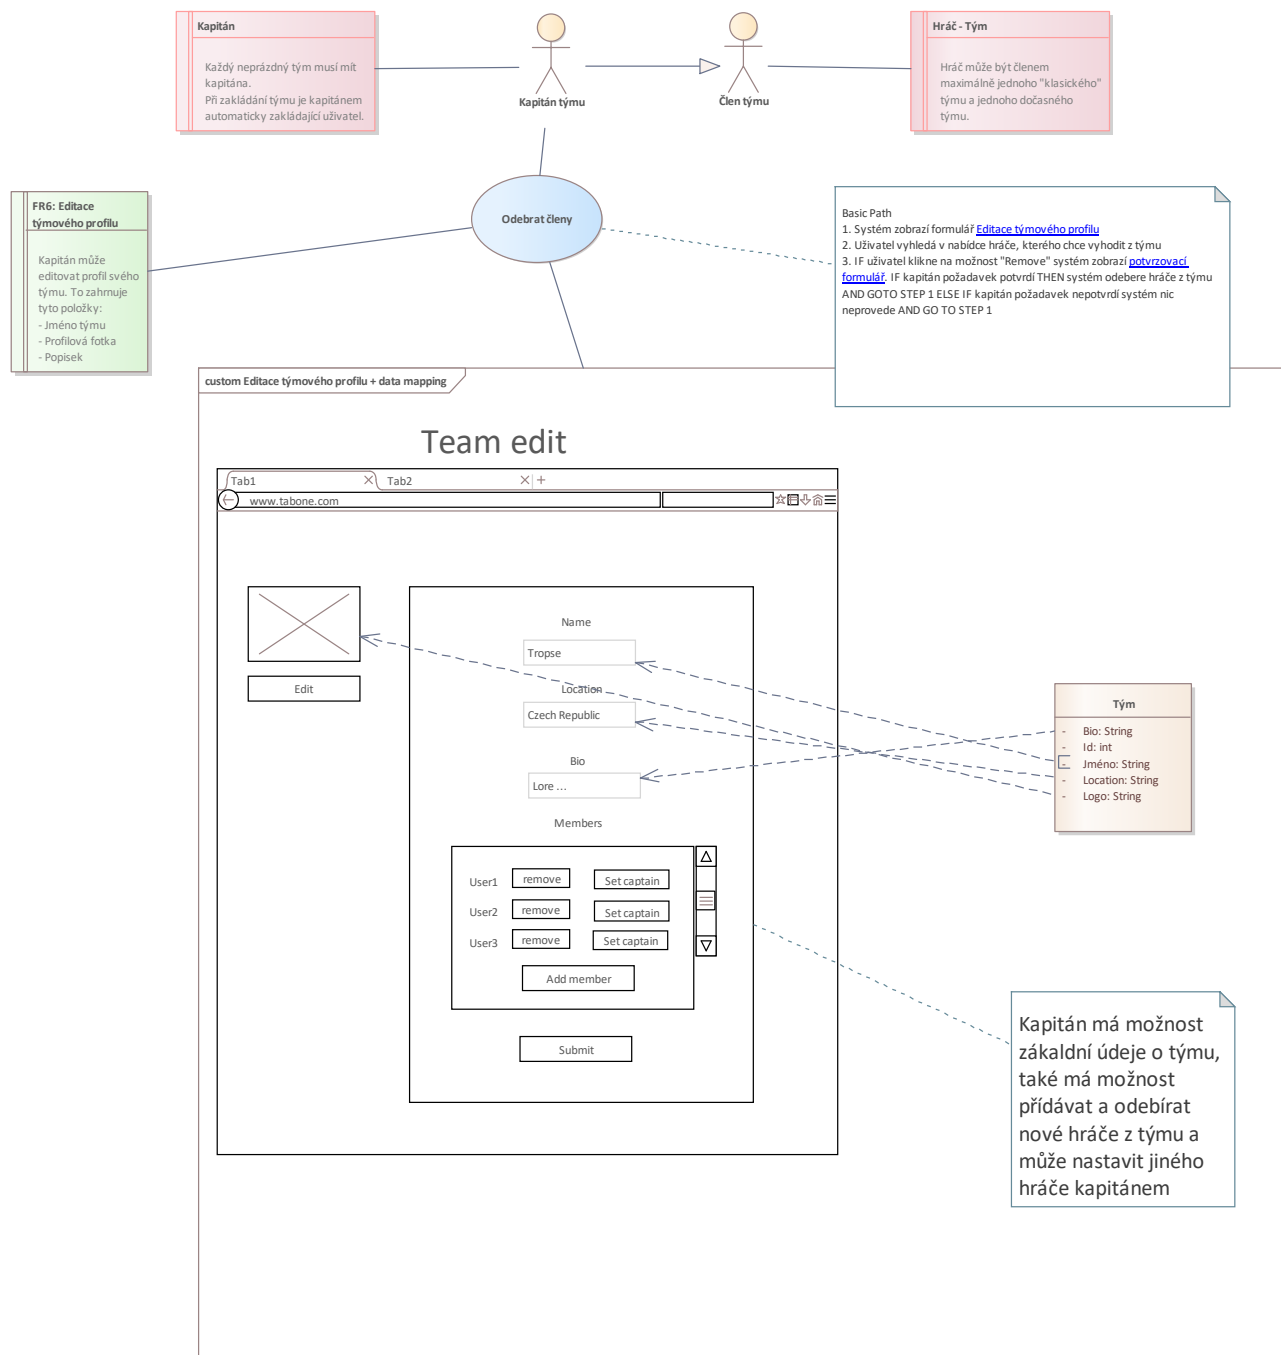 Kapitán
Každý neprázdný tým musí mít
kapitána.
Při zakládání týmu je kapitánem
automaticky zakládající uživatel.
Kapitán týmu
Člen týmu
Hráč - Tým
Hráč může být členem
maximálně jednoho "klasického"
týmu a jednoho dočasného
týmu.
FR6: Editace
týmového profilu
Kapitán může
editovat profil svého
týmu. To zahrnuje
tyto položky:
- Jméno týmu
- Profilová fotka
- Popisek
Odebrat členy
Basic Path
1. Systém zobrazí formulář Editace týmového profilu
2. Uživatel vyhledá v nabídce hráče, kterého chce vyhodit z týmu
3. IF uživatel klikne na možnost "Remove" systém zobrazí potvrzovací
formulář. IF kapitán požadavek potvrdí THEN systém odebere hráče z týmu
AND GOTO STEP 1 ELSE IF kapitán požadavek nepotvrdí systém nic
neprovede AND GO TO STEP 1
custom Editace týmového profilu + data mapping
Team edit
Tab1
Tab2
www.tabone.com
Edit
Name
Tropse
Location
Czech Republic
Bio
Lore ...
Members
User1 remove Set captain
User2 remove Set captain
User3 remove Set captain
Add member
Submit
Tým
- Bio: String
- Id: int
- Jméno: String
- Location: String
- Logo: String
Kapitán má možnost
zákaldní údeje o týmu,
také má možnost
přídávat a odebírat
nové hráče z týmu a
může nastavit jiného
hráče kapitánem